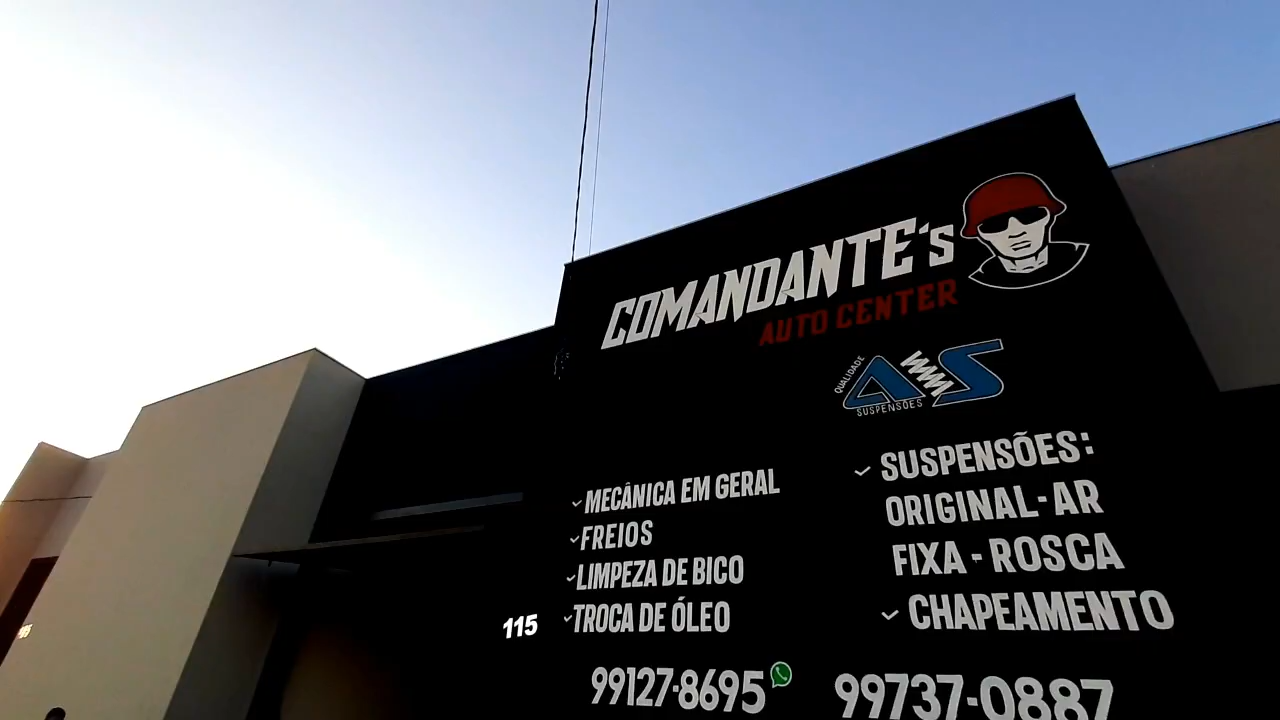 COMANDANTE's
AUTO CENTER
QUALIDADE
AS
SUSPENSÕES
MECÂNICA EM GERAL
FREIOS
LIMPEZA DE BICO
TROCA DE ÓLEO
SUSPENSÕES:
ORIGINAL-AR
FIXA - ROSCA
CHAPEAMENTO
115
99127-8695
99737-0887